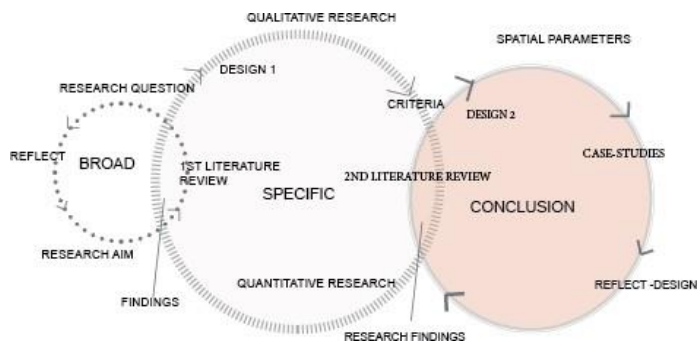 QUALITATIVE RESEARCH
SPATIAL PARAMETERS
DESIGN 1
RESEARCH QUESTION
CRITERIA
DESIGN 2
REFLECT
BROAD
1ST LITERATURE
REVIEW
SPECIFIC
2ND LITERATURE REVIEW
CASE-STUDIES
CONCLUSION
RESEARCH AIM
FINDINGS
QUANTITATIVE RESEARCH
REFLECT -DESIGN
RESEARCH FINDINGS